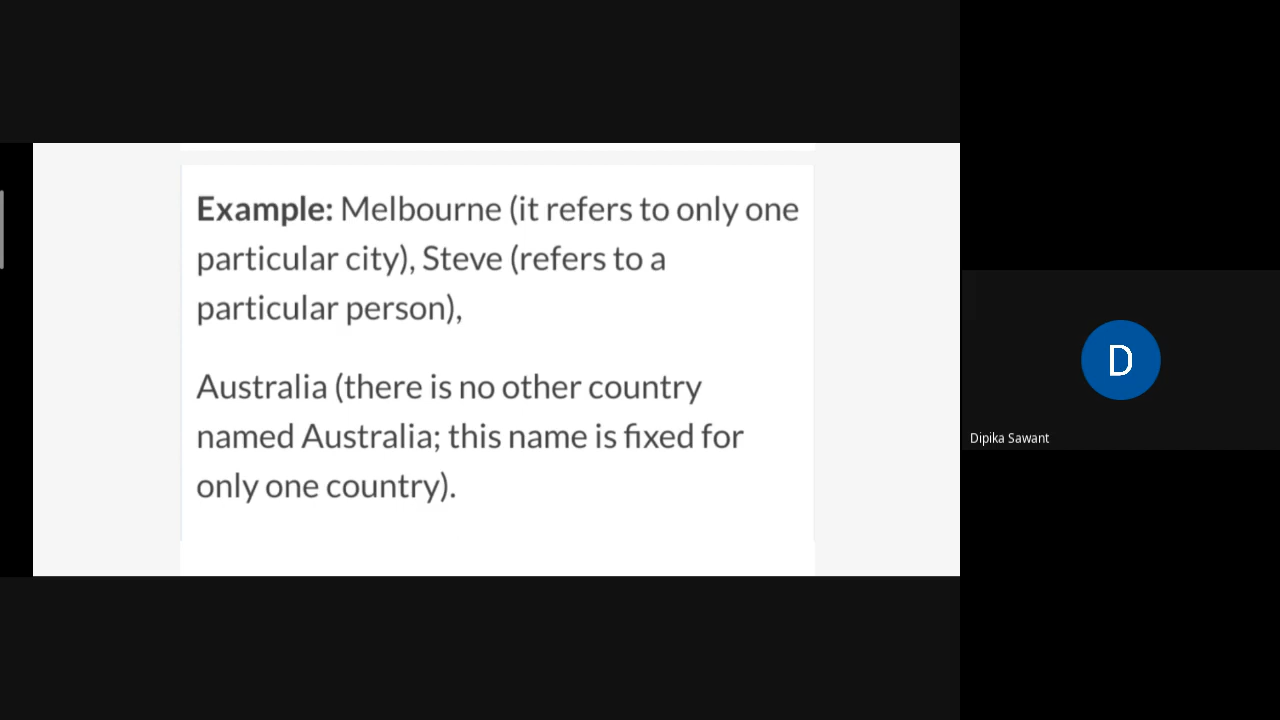 Example: Melbourne (it refers to only one
particular city), Steve (refers to a
particular person),
Australia (there is no other country
named Australia; this name is fixed for
only one country).
D
Dipika Sawant